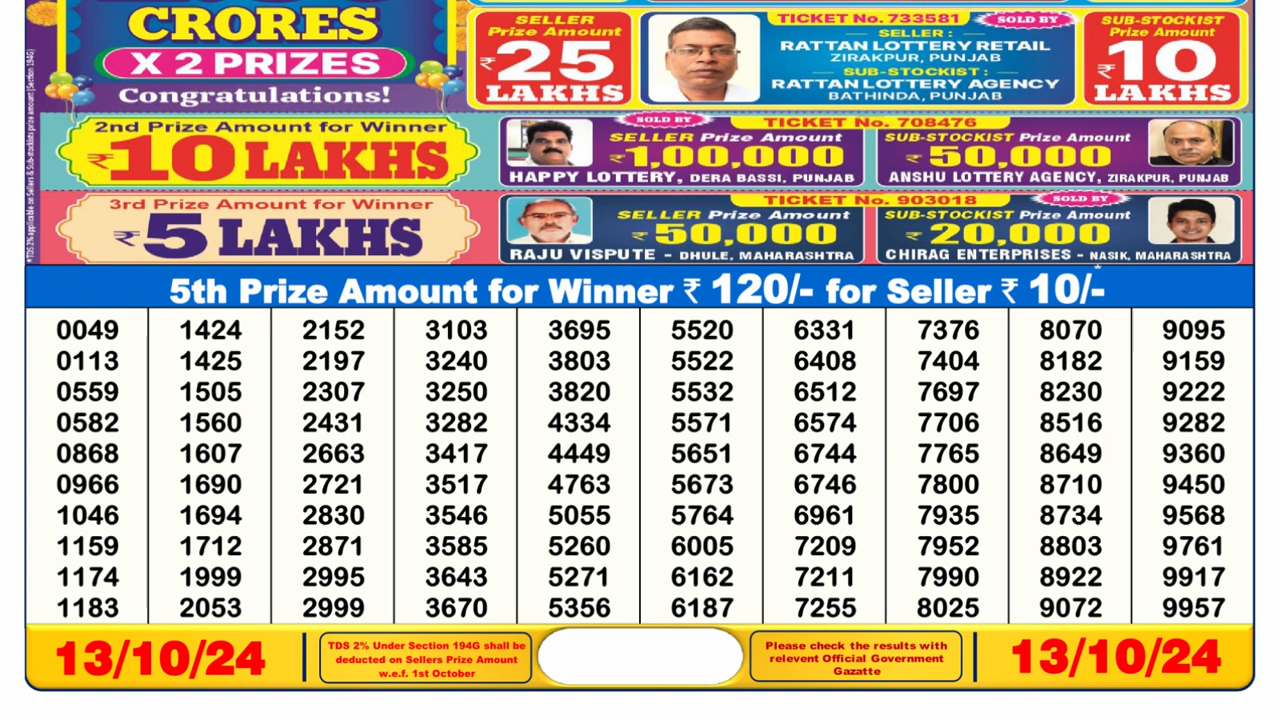 CRORES
X 2 PRIZES
Congratulations!
SELLER
Prize Amount
₹25
LAKHS
TICKET No. 733581
SOLD BY
SELLER :
RATTAN LOTTERY RETAIL
ZIRAKPUR, PUNJAB
SUB-STOCKIST :
RATTAN LOTTERY AGENCY
BATHINDA, PUNJAB
SUB-STOCKIST
Prize Amount
₹10
LAKHS
*TDS 2% applicable on Sellers & Sub-stockists prize amount (Section 194G)
2nd Prize Amount for Winner
₹10 LAKHS
SOLD BY
TICKET No. 708476
SELLER Prize Amount
₹1,00,000
HAPPY LOTTERY, DERA BASSI, PUNJAB
SUB-STOCKIST Prize Amount
₹50,000
ANSHU LOTTERY AGENCY, ZIRAKPUR, PUNJAB
3rd Prize Amount for Winner
₹5 LAKHS
TICKET No. 903018
SOLD BY
SELLER Prize Amount
₹50,000
RAJU VISPUTE - DHULE, MAHARASHTRA
SUB-STOCKIST Prize Amount
₹20,000
CHIRAG ENTERPRISES - NASIK, MAHARASHTRA
5th Prize Amount for Winner ₹ 120/- for Seller ₹ 10/-*
0049 1424 2152 3103 3695 5520 6331 7376 8070 9095
0113 1425 2197 3240 3803 5522 6408 7404 8182 9159
0559 1505 2307 3250 3820 5532 6512 7697 8230 9222
0582 1560 2431 3282 4334 5571 6574 7706 8516 9282
0868 1607 2663 3417 4449 5651 6744 7765 8649 9360
0966 1690 2721 3517 4763 5673 6746 7800 8710 9450
1046 1694 2830 3546 5055 5764 6961 7935 8734 9568
1159 1712 2871 3585 5260 6005 7209 7952 8803 9761
1174 1999 2995 3643 5271 6162 7211 7990 8922 9917
1183 2053 2999 3670 5356 6187 7255 8025 9072 9957
13/10/24
TDS 2% Under Section 194G shall be
deducted on Sellers Prize Amount
w.e.f. 1st October
Please check the results with
relevent Official Government
Gazatte
13/10/24